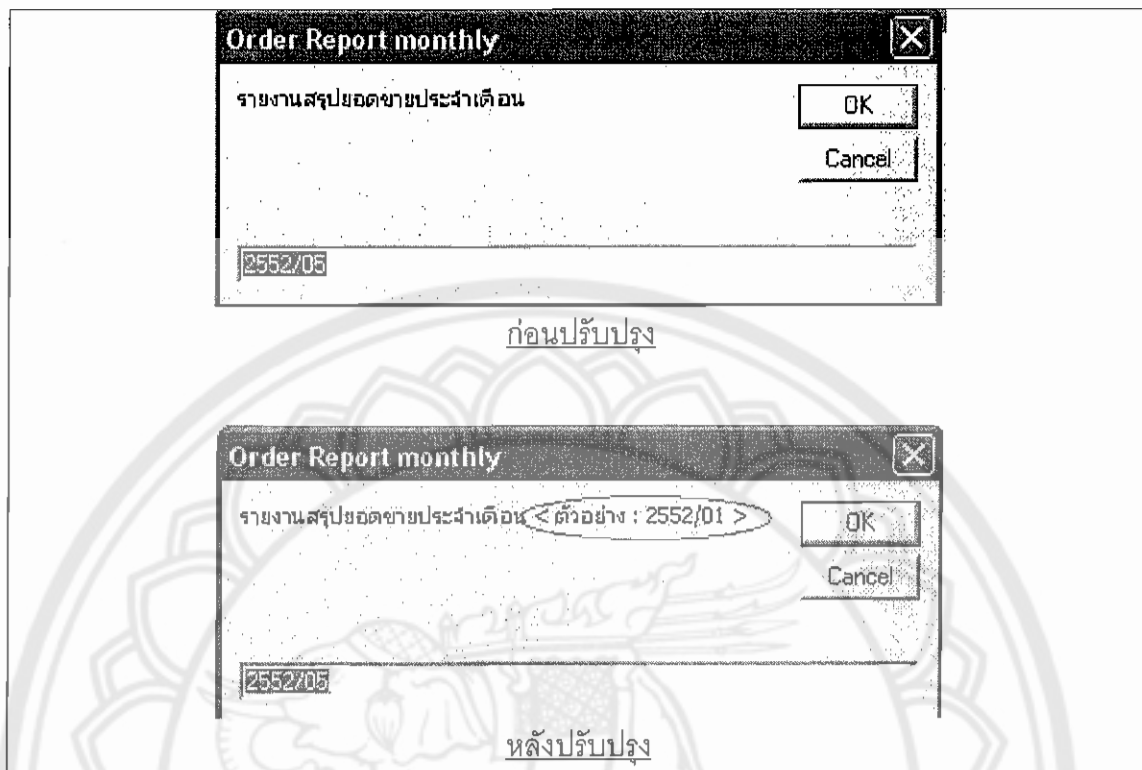 Order Report monthly
รายงานสรุปยอดขายประจำเดือน
OK
Cancel
2552/05
ก่อนปรับปรุง
Order Report monthly
รายงานสรุปยอดขายประจำเดือน < ตัวอย่าง : 2552/01 >
OK
Cancel
2552/05
หลังปรับปรุง